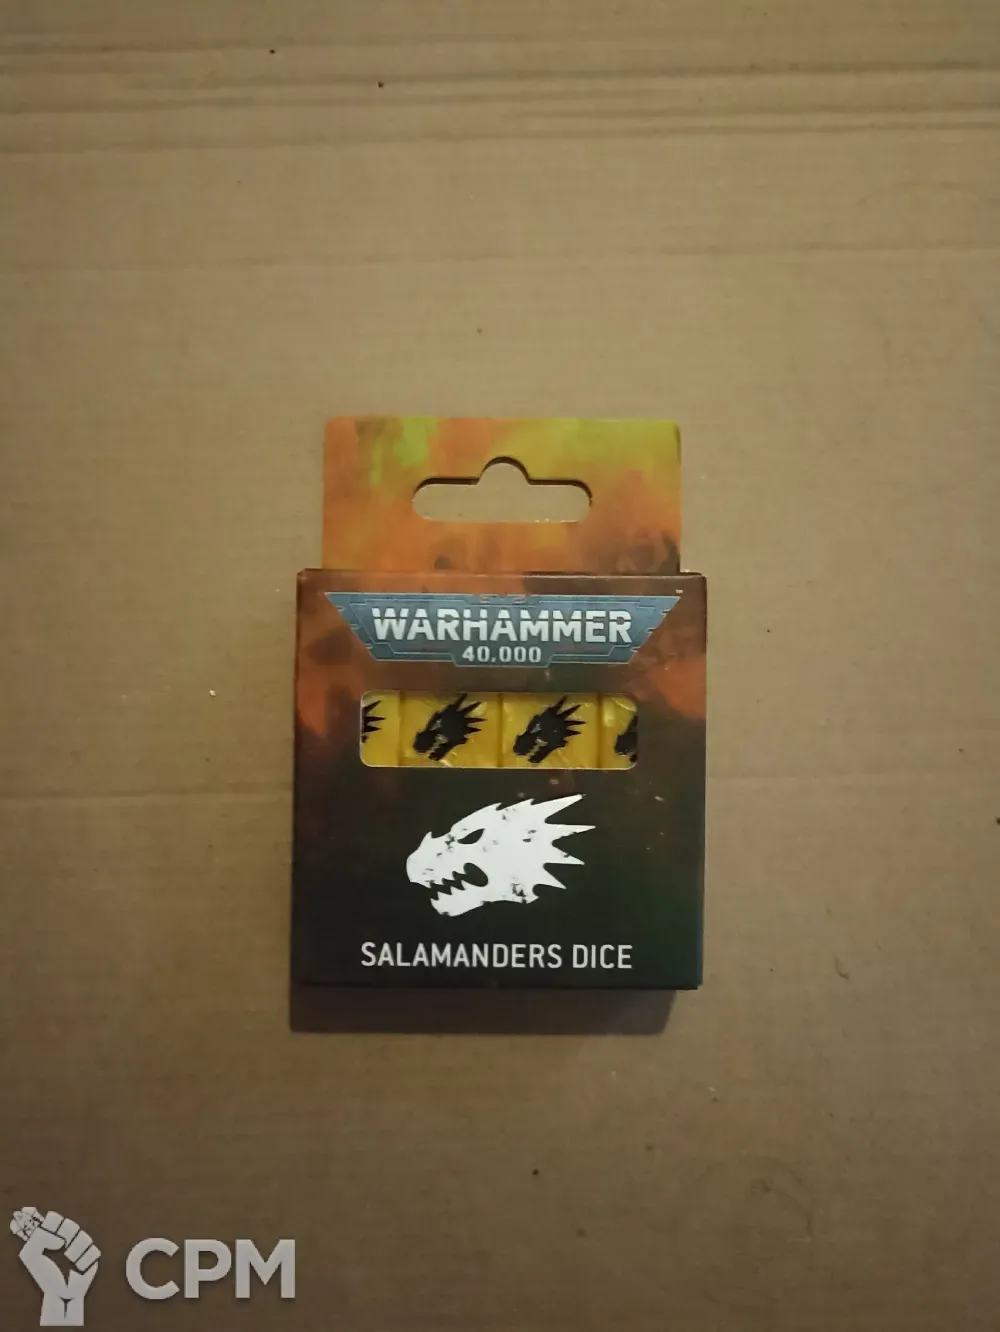 WARHAMMER
40,000
SALAMANDERS DICE
CPM